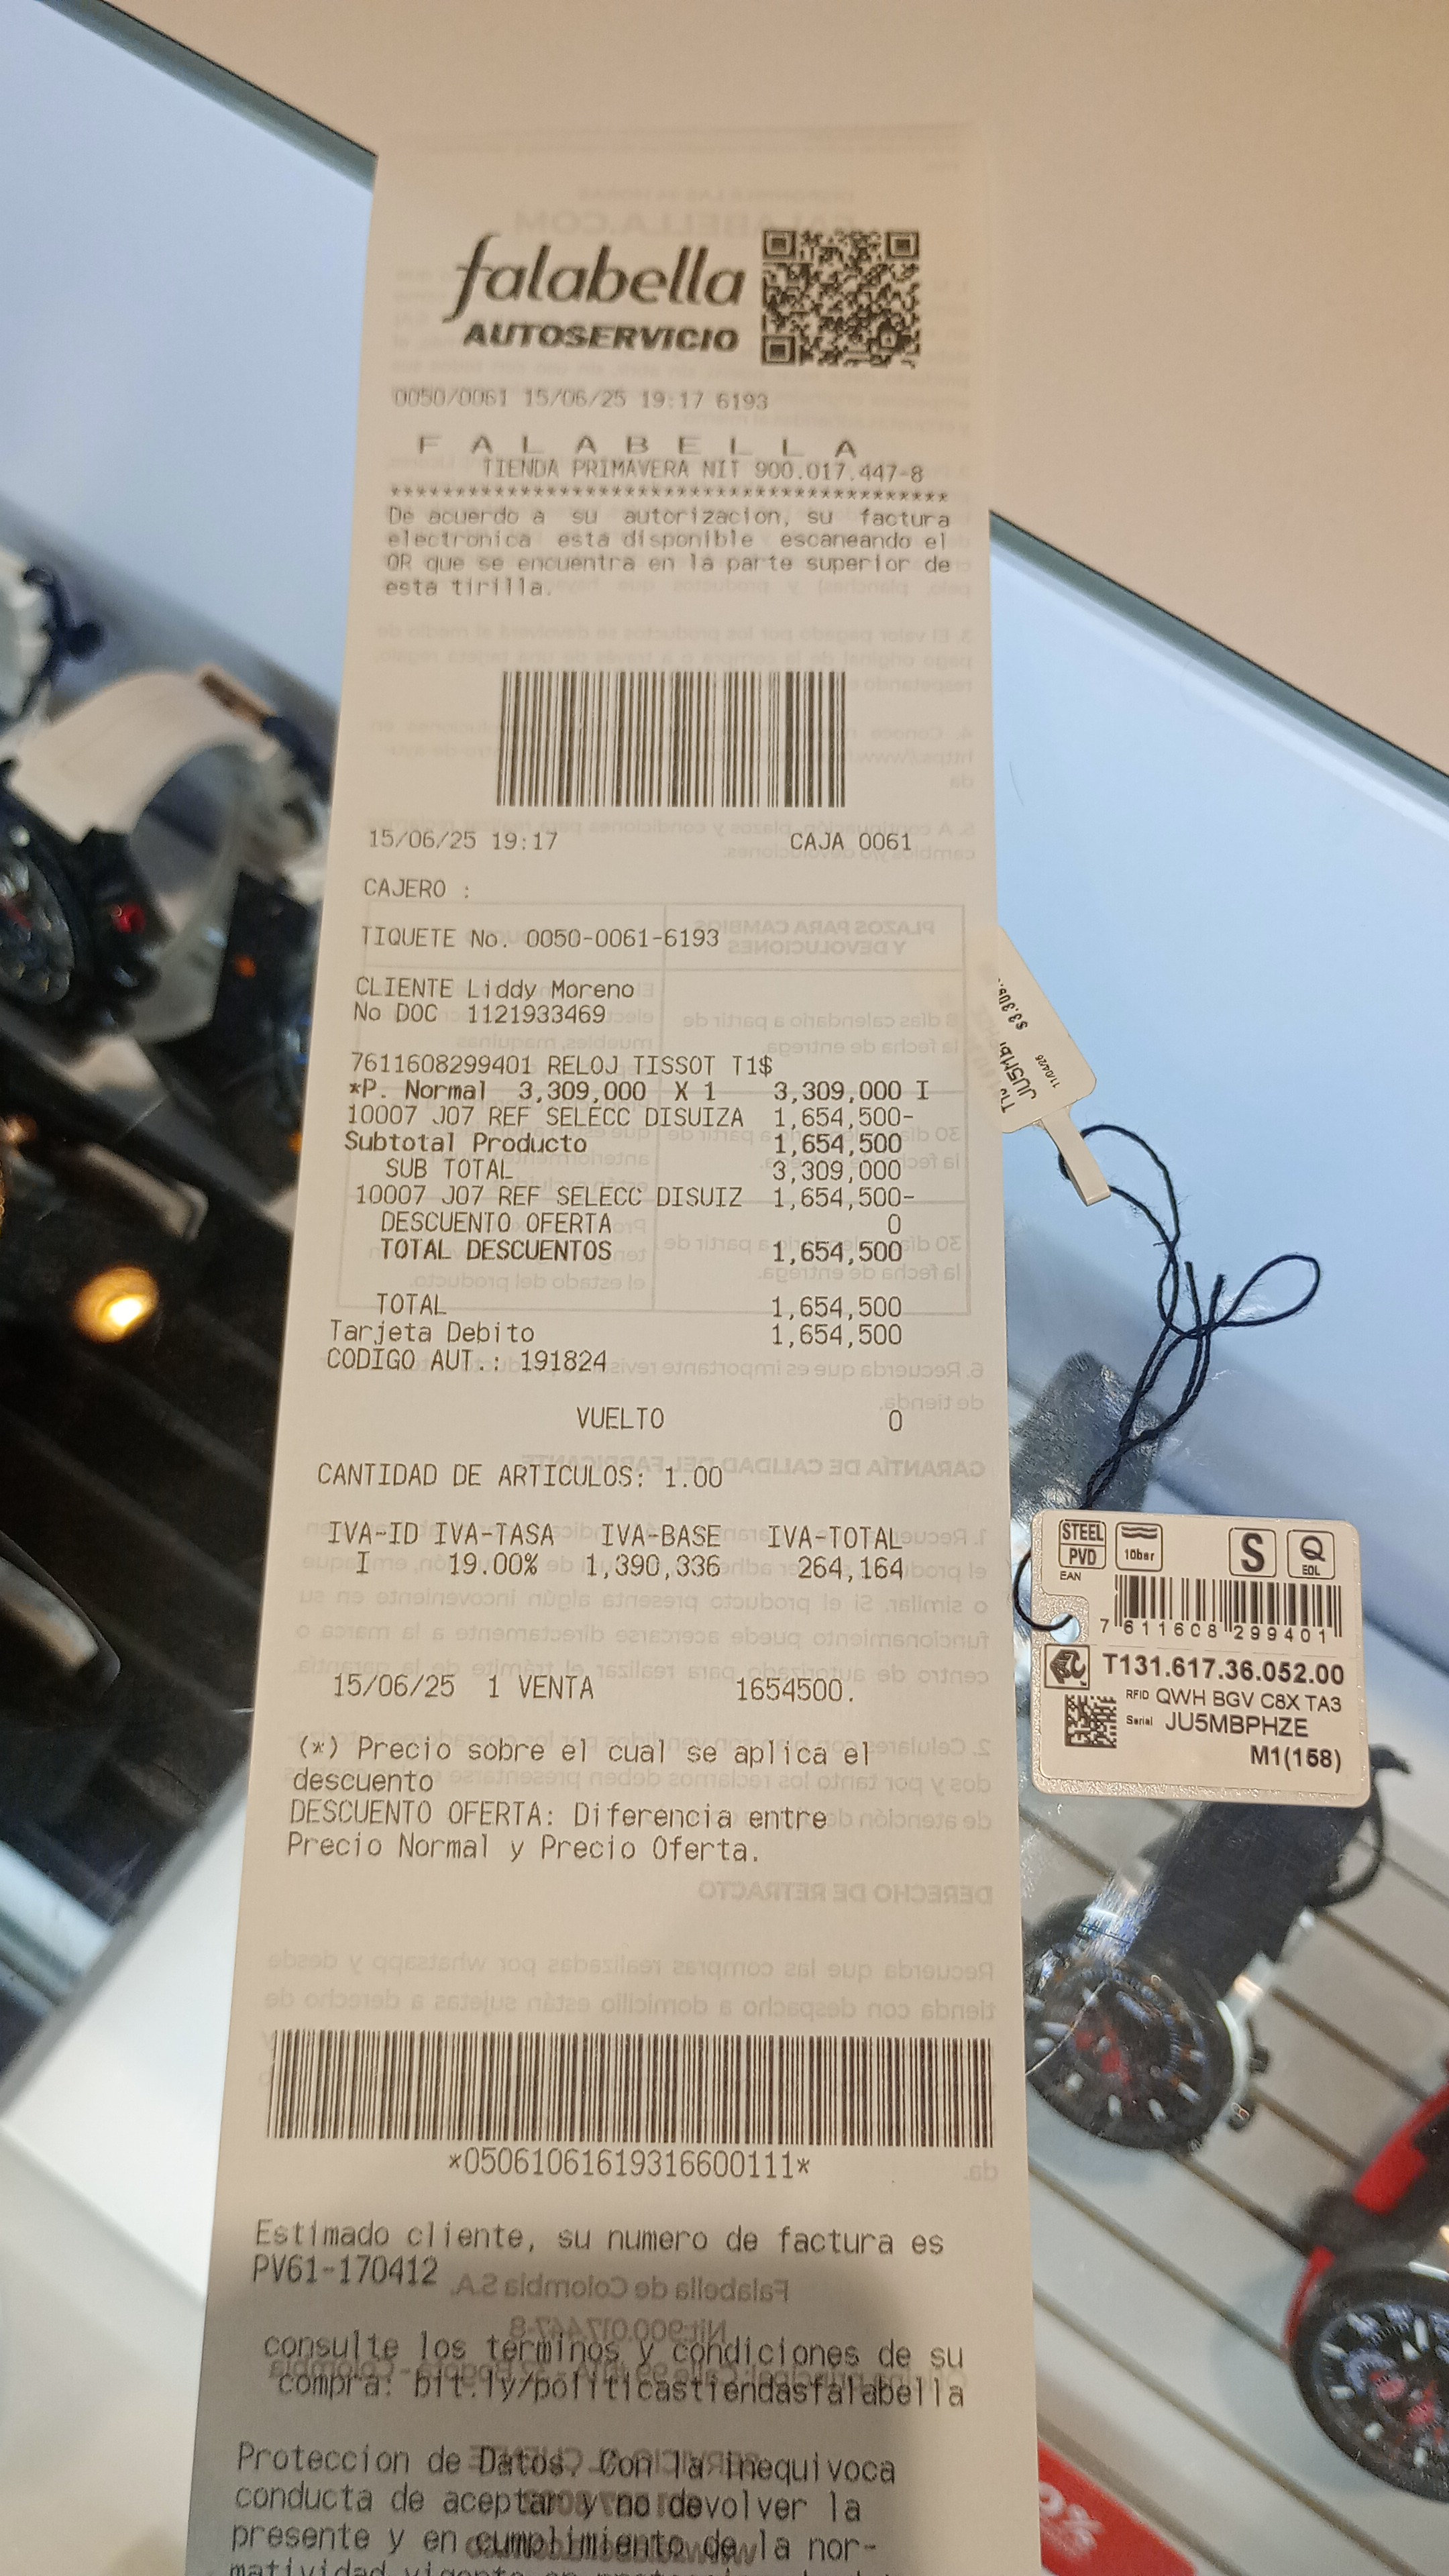 falabella
AUTOSERVICIO
0050/0061 15/06/25 19:17 6193
F A L A B E L L A
TIENDA PRIMAVERA NIT 900.017.447-8
******************************************
De acuerdo a su autorizacion, su factura
electronica esta disponible escaneando el
QR que se encuentra en la parte superior de
esta tirilla.
15/06/25 19:17 CAJA 0061
CAJERO :
TIQUETE No. 0050-0061-6193
CLIENTE Liddy Moreno
No DOC 1121933469
7611608299401 RELOJ TISSOT T1$
*P. Normal 3,309,000 X 1 3,309,000 I
10007 J07 REF SELECC DISUIZA 1,654,500-
Subtotal Producto 1,654,500
SUB TOTAL 3,309,000
10007 J07 REF SELECC DISUIZ 1,654,500-
DESCUENTO OFERTA 0
TOTAL DESCUENTOS 1,654,500
TOTAL 1,654,500
Tarjeta Debito 1,654,500
CODIGO AUT.: 191824
VUELTO 0
CANTIDAD DE ARTICULOS: 1.00
IVA-ID IVA-TASA IVA-BASE IVA-TOTAL
I 19.00% 1,390,336 264,164
15/06/25 1 VENTA 1654500.
(*) Precio sobre el cual se aplica el
descuento
DESCUENTO OFERTA: Diferencia entre
Precio Normal y Precio Oferta.
*05061061619316600111*
Estimado cliente, su numero de factura es
PV61-170412
consulte los terminos y condiciones de su
compra: bit.ly/politicastiendasfalabella
Proteccion de Datos. Con la inequivoca
conducta de aceptar y no devolver la
presente y en cumplimiento de la nor-
JU5Mbl
STEEL
PVD
10bar
S
Q
EOL
EAN
7 611608 299401
T131.617.36.052.00
RFID QWH BGV C8X TA3
Serial JU5MBPHZE
M1(158)